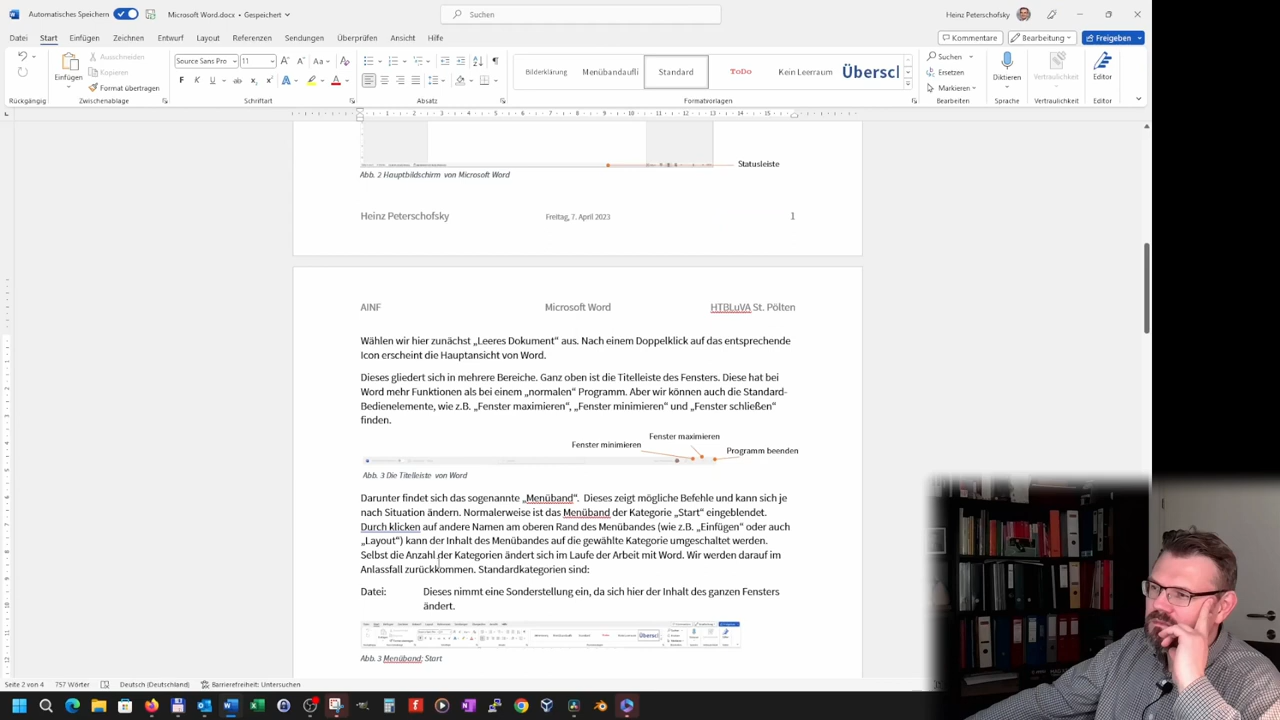 Automatisches Speichern
Microsoft Word.docx • Gespeichert
Suchen
Heinz Peterschofsky
Datei Start Einfügen Zeichnen Entwurf Layout Referenzen Sendungen Überprüfen Ansicht Hilfe
Kommentare Bearbeitung Freigeben
Einfügen
Ausschneiden
Kopieren
Format übertragen
Source Sans Pro 11
Bilderklärung Menübandaufli Standard ToDo Kein Leerraum Überscl
Suchen
Ersetzen
Markieren
Diktieren
Vertraulichkeit
Editor
Rückgängig Zwischenablage Schriftart Absatz Formatvorlagen Bearbeiten Sprache Vertraulichkeit Editor
Statusleiste
Abb. 2 Hauptbildschirm von Microsoft Word
Heinz Peterschofsky Freitag, 7. April 2023 1
AINF Microsoft Word HTBLuVA St. Pölten
Wählen wir hier zunächst „Leeres Dokument“ aus. Nach einem Doppelklick auf das entsprechende
Icon erscheint die Hauptansicht von Word.
Dieses gliedert sich in mehrere Bereiche. Ganz oben ist die Titelleiste des Fensters. Diese hat bei
Word mehr Funktionen als bei einem „normalen“ Programm. Aber wir können auch die Standard-
Bedienelemente, wie z.B. „Fenster maximieren“, „Fenster minimieren“ und „Fenster schließen“
finden.
Fenster maximieren
Fenster minimieren
Programm beenden
Abb. 3 Die Titelleiste von Word
Darunter findet sich das sogenannte „Menüband“. Dieses zeigt mögliche Befehle und kann sich je
nach Situation ändern. Normalerweise ist das Menüband der Kategorie „Start“ eingeblendet.
Durch klicken auf andere Namen am oberen Rand des Menübandes (wie z.B. „Einfügen“ oder auch
„Layout“) kann der Inhalt des Menübandes auf die gewählte Kategorie umgeschaltet werden.
Selbst die Anzahl der Kategorien ändert sich im Laufe der Arbeit mit Word. Wir werden darauf im
Anlassfall zurückkommen. Standardkategorien sind:
Datei: Dieses nimmt eine Sonderstellung ein, da sich hier der Inhalt des ganzen Fensters
ändert.
Abb. 3 Menüband: Start
Seite 2 von 4 757 Wörter Deutsch (Deutschland) Barrierefreiheit: Untersuchen